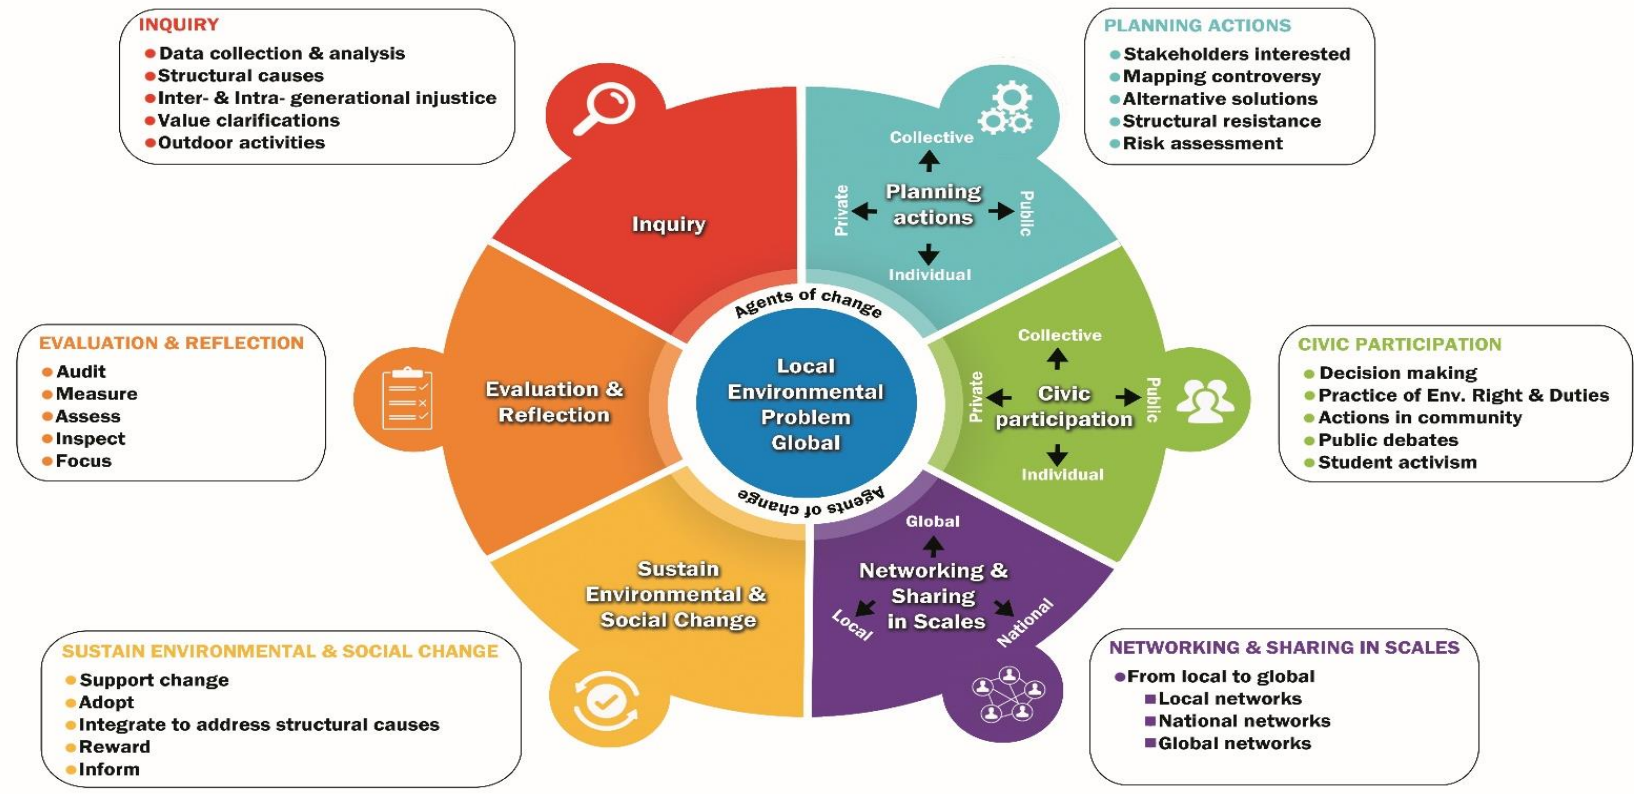 INQUIRY
Data collection & analysis
Structural causes
Inter- & Intra- generational injustice
Value clarifications
Outdoor activities
PLANNING ACTIONS
Stakeholders interested
Mapping controversy
Alternative solutions
Structural resistance
Risk assessment
Inquiry
Collective
Private
Planning
actions
Public
Individual
EVALUATION & REFLECTION
Audit
Measure
Assess
Inspect
Focus
Evaluation &
Reflection
Agents of change
Local
Environmental
Problem
Global
Agents of change
Collective
Private
Civic
participation
Public
Individual
CIVIC PARTICIPATION
Decision making
Practice of Env. Right & Duties
Actions in community
Public debates
Student activism
Sustain
Environmental &
Social Change
Global
Networking &
Sharing
in Scales
Local
National
SUSTAIN ENVIRONMENTAL & SOCIAL CHANGE
Support change
Adopt
Integrate to address structural causes
Reward
Inform
NETWORKING & SHARING IN SCALES
From local to global
Local networks
National networks
Global networks